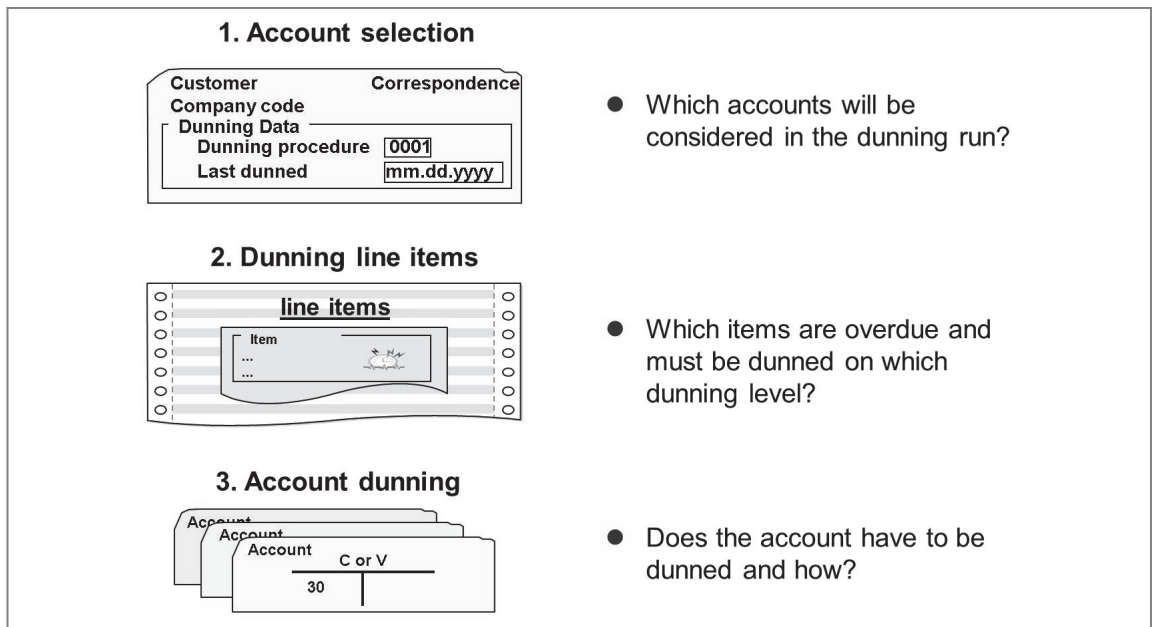 1. Account selection
Customer Correspondence
Company code
Dunning Data
Dunning procedure 0001
Last dunned mm.dd.yyyy
● Which accounts will be
considered in the dunning run?
2. Dunning line items
line items
Item
...
...
● Which items are overdue and
must be dunned on which
dunning level?
3. Account dunning
Account
Account
Account
C or V
30
● Does the account have to be
dunned and how?